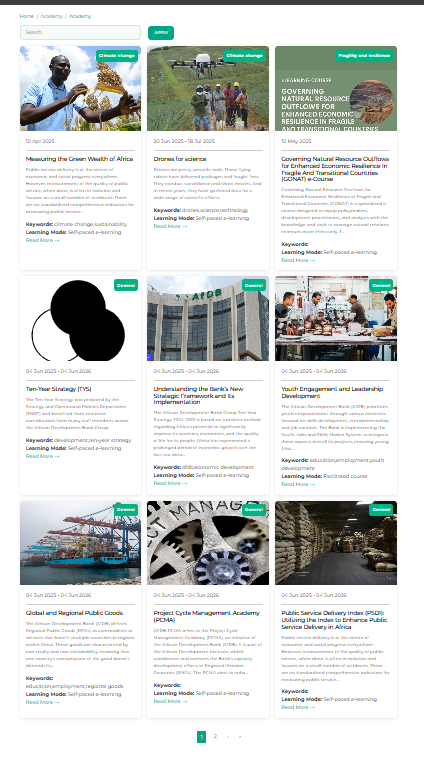 Home / Academy / Academy
Search
APPLY
Climate change
10 Apr 2025
Measuring the Green Wealth of Africa
Public service delivery is at the centre of
economic and social progress everywhere.
However, measurement of the quality of public
service, when done, is often in isolation and
focuses on a small number of countries. There
are no standard comprehensive indicators for
measuring public service...
Keywords: climate change,sustainability
Learning Mode: Self-paced e-learning
Read More →
Climate change
20 Jun 2025 - 18 Jul 2025
Drones for science
Drones are pretty versatile tools. These flying
robots have delivered packages and fought fires.
They conduct surveillance and shoot movies. And
in recent years, they have gathered data for a
wide range of scientific efforts.
Keywords: drones,science,technology
Learning Mode: Self-paced e-learning
Read More →
Fragility and resilience
eLEARNING COURSE
GOVERNING
NATURAL RESOURCE
OUTFLOWS FOR
ENHANCED ECONOMIC
RESILIENCE IN FRAGILE
AND TRANSITIONAL COUNTRIES
10 May 2025
Governing Natural Resource Outflows
for Enhanced Economic Resilience in
Fragile And Transitional Countries
(GONAT) e-Course
Governing Natural Resource Outflows for
Enhanced Economic Resilience in Fragile and
Transitional Countries (GONAT) is a specialized e-
course designed to equip policymakers,
development practitioners, and analysts with the
knowledge and tools to manage natural resource
revenues more effectively.
Keywords:
Learning Mode: Self-paced e-learning
Read More →
General
04 Jun 2025 - 04 Jun 2026
Ten-Year Strategy (TYS)
The Ten Year Strategy was prepared by the
Strategy and Operational Policies Department
(SNSP) and benefited from extensive
contributions from many staff members across
the African Development Bank Group.
Keywords: development,ten-year strategy
Learning Mode: Self-paced e-learning
Read More →
General
AFDB
04 Jun 2025 - 04 Jun 2026
Understanding the Bank's New
Strategic Framework and Its
Implementation
The African Development Bank Group Ten-Year
Strategy 2024-2033 is based on a positive outlook
regarding Africa's potential to significantly
improve its societies, economies, and the quality
of life for its people. Africa has experienced a
prolonged period of economic growth over the
last two deca...
Keywords: afdb,economic development
Learning Mode: Self-paced e-learning
Read More →
General
04 Jun 2025 - 04 Jun 2026
Youth Engagement and Leadership
Development
The African Development Bank (AfDB) prioritizes
youth empowerment through various initiatives
focused on skills development, entrepreneurship,
and job creation. The Bank is implementing the
Youth, Jobs and Skills Marker System to integrate
these aspects into all its projects, ensuring young
Afric...
Keywords: education,employment,youth
development
Learning Mode: Facilitated course
Read More →
General
04 Jun 2025 - 04 Jun 2026
Global and Regional Public Goods
The African Development Bank (AfDB) defines
Regional Public Goods (RPGs) as commodities or
services that benefit multiple countries or regions
within Africa. These goods are characterized by
non-rivalry and non-excludability, meaning that
one country's consumption of the good doesn't
diminish its...
Keywords:
education,employment,regional goods
Learning Mode: Self-paced e-learning
Read More →
General
04 Jun 2025 - 04 Jun 2026
Project Cycle Management Academy
(PCMA)
AFDB PCMA refers to the Project Cycle
Management Academy (PCMA), an initiative of
the African Development Bank (AfDB). It is part of
the African Development Institute, which
coordinates and oversees the Bank's capacity
development efforts in Regional Member
Countries (RMCs). The PCMA aims to enha...
Keywords:
Learning Mode: Self-paced e-learning
Read More →
General
04 Jun 2025 - 04 Jun 2026
Public Service Delivery Index (PSDI):
Utilizing the Index to Enhance Public
Service Delivery in Africa
Public service delivery is at the centre of
economic and social progress everywhere.
However, measurement of the quality of public
service, when done, is often in isolation and
focuses on a small number of countries. There
are no standardised comprehensive indicators for
measuring public service...
Keywords:
Learning Mode: Self-paced e-learning
Read More →
1 2 › »